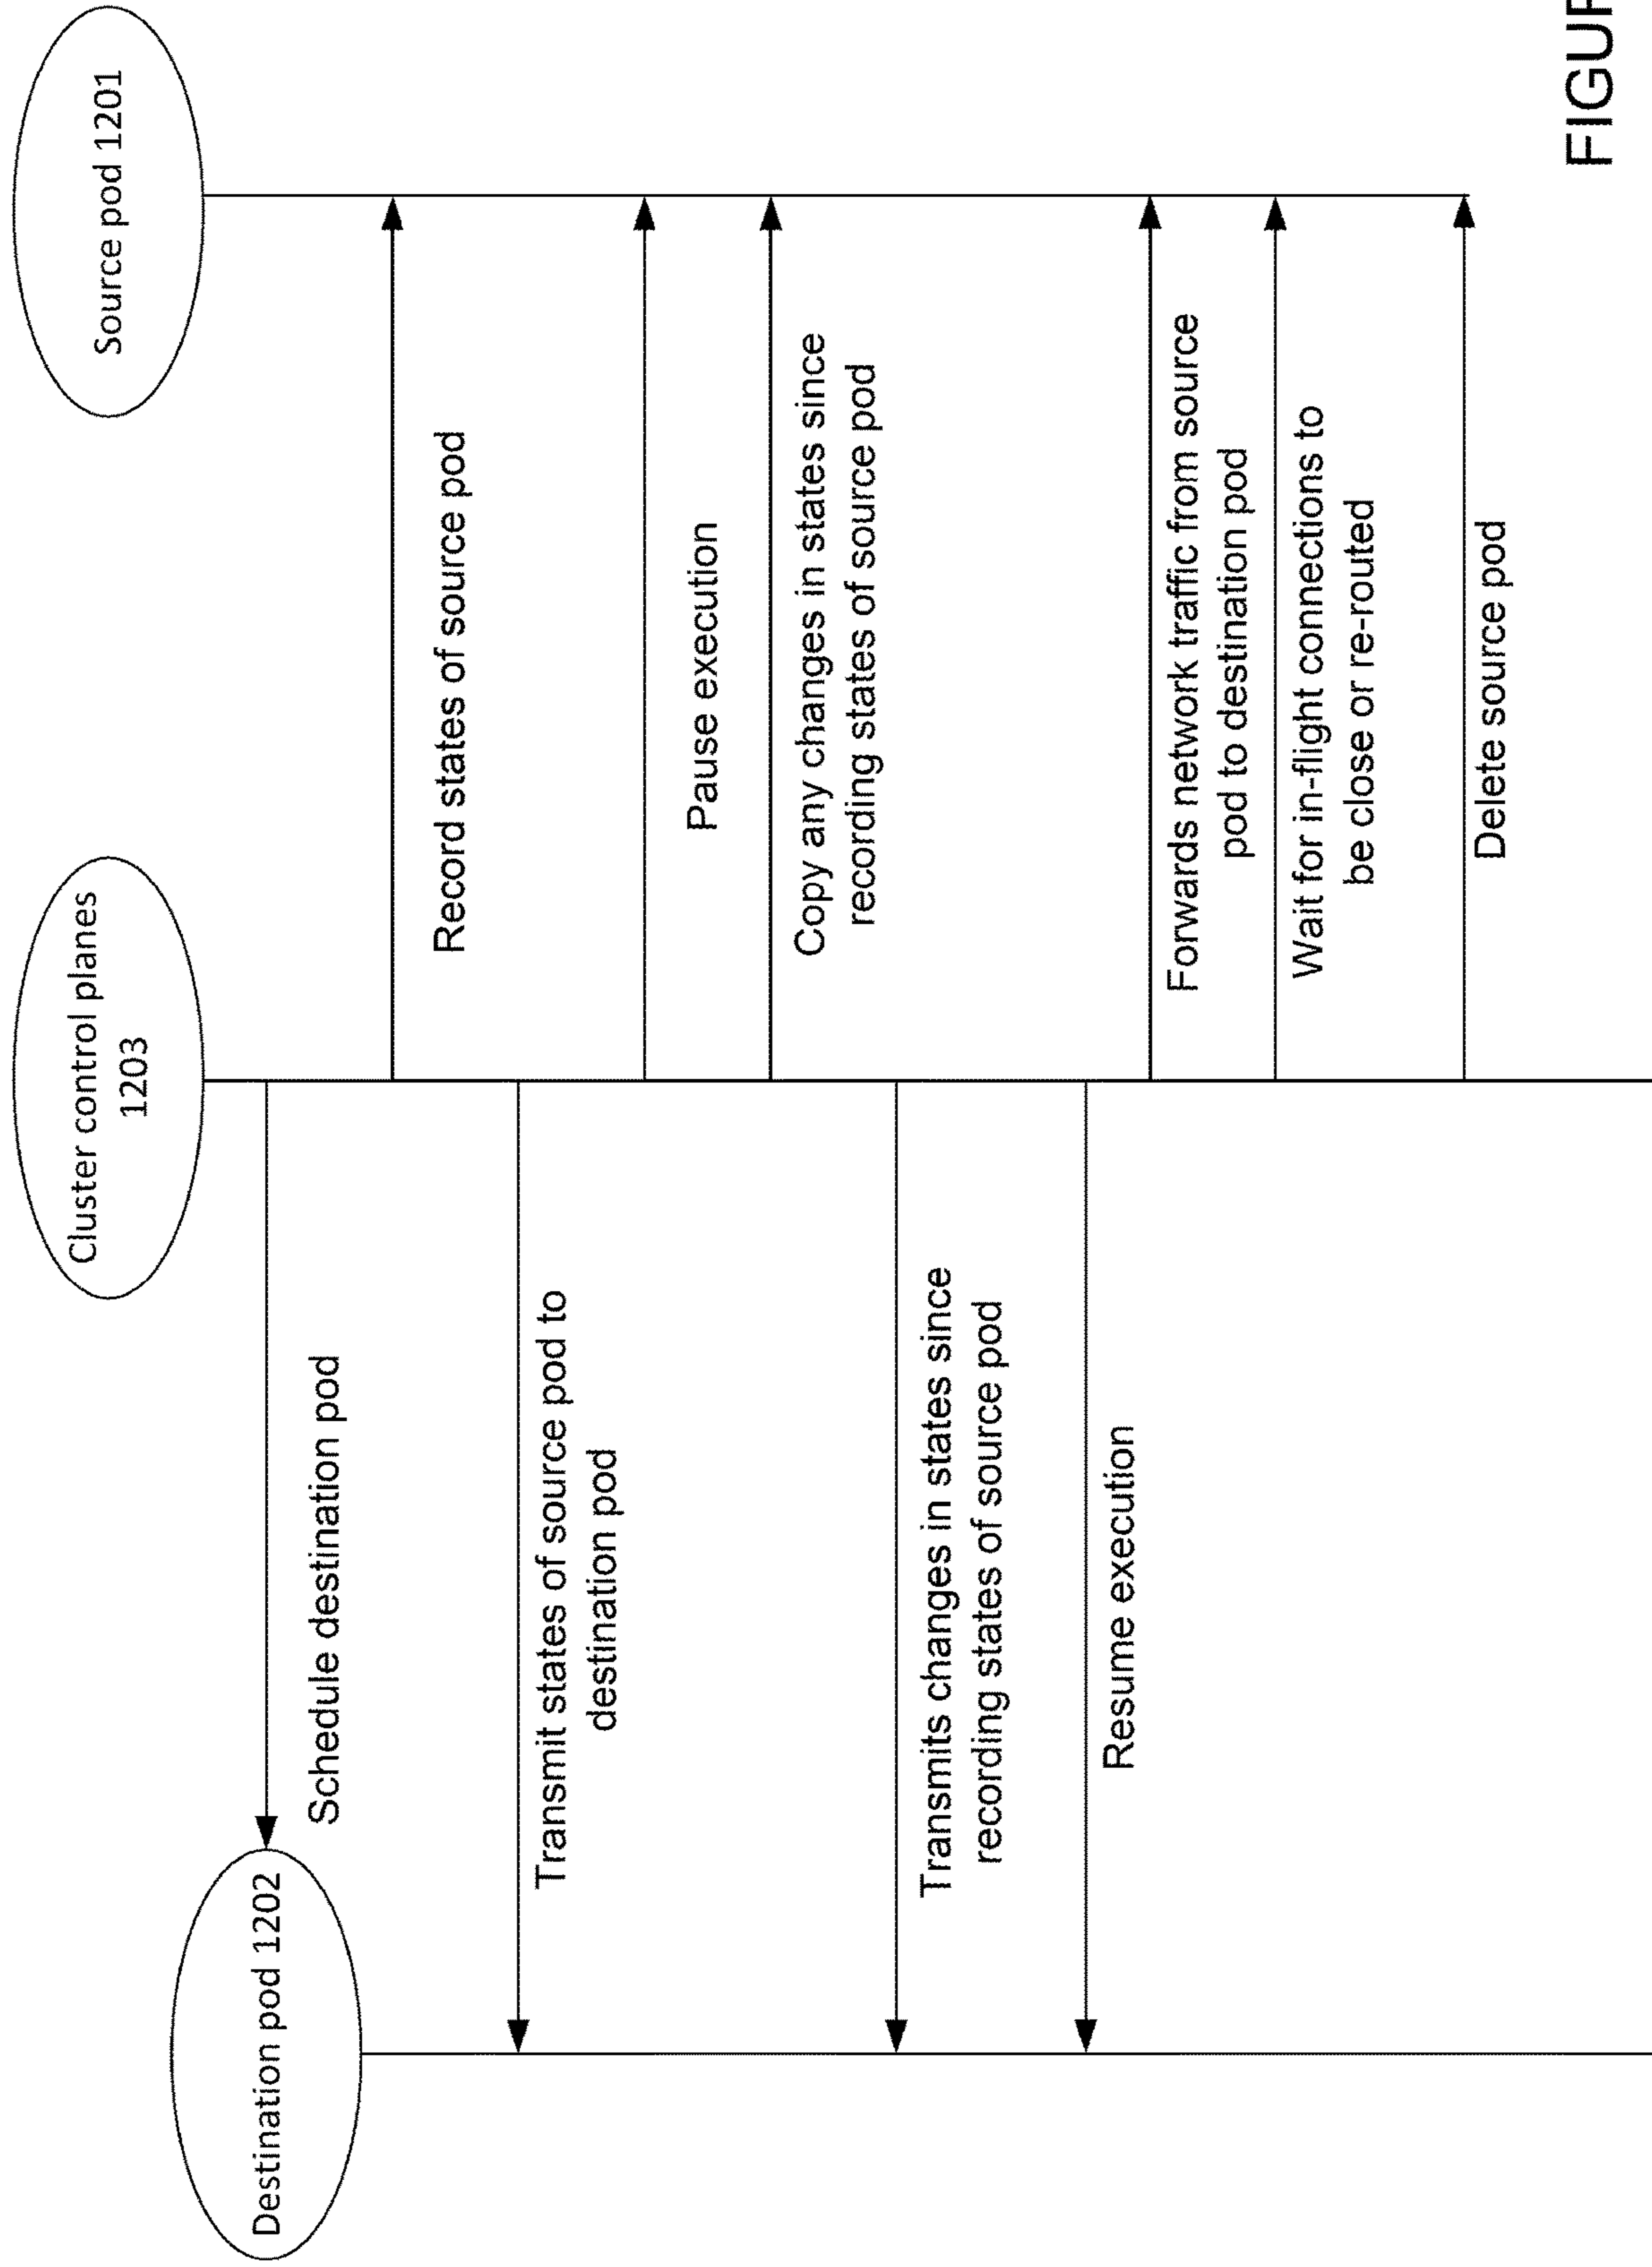 Destination pod 1202
Cluster control planes
1203
Source pod 1201
Schedule destination pod
Record states of source pod
Transmit states of source pod to
destination pod
Pause execution
Copy any changes in states since
recording states of source pod
Transmits changes in states since
recording states of source pod
Resume execution
Forwards network traffic from source
pod to destination pod
Wait for in-flight connections to
be close or re-routed
Delete source pod
FIGUR